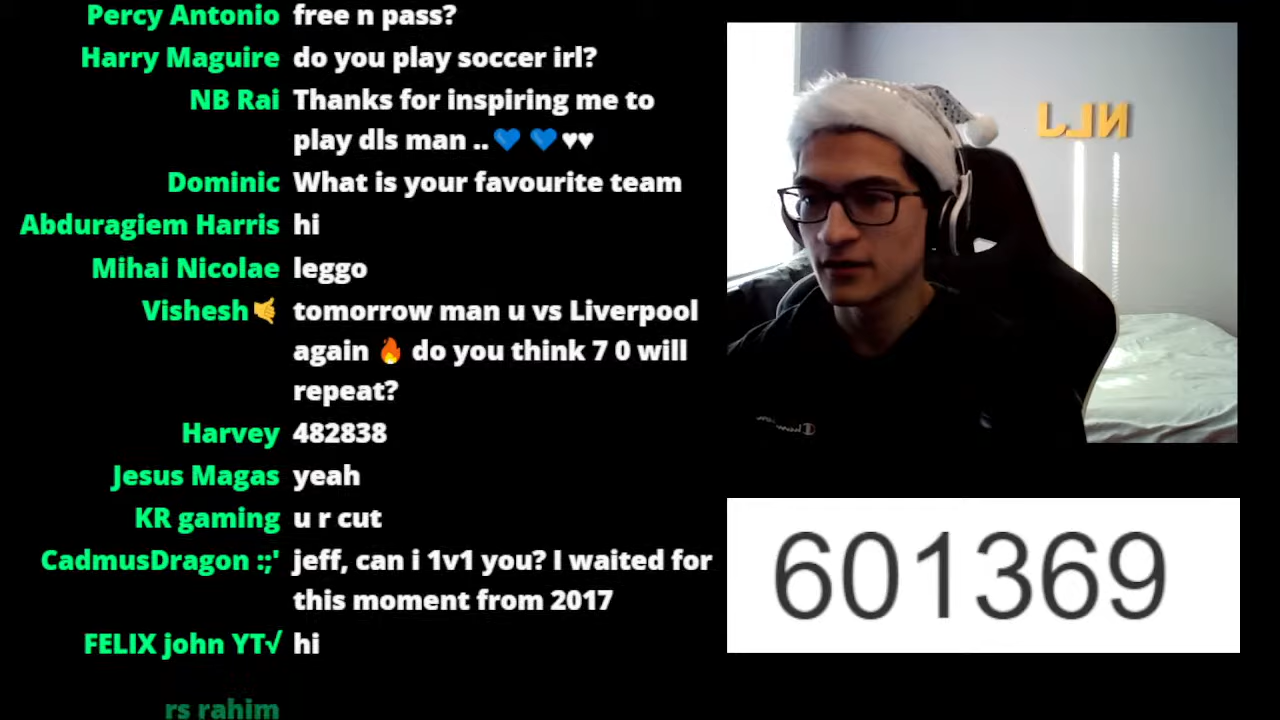 Percy Antonio free n pass?
Harry Maguire do you play soccer irl?
NB Rai Thanks for inspiring me to
play dls man ..💙 💙♥♥
Dominic What is your favourite team
Abduragiem Harris hi
Mihai Nicolae leggo
Vishesh🤙 tomorrow man u vs Liverpool
again 🔥 do you think 7 0 will
repeat?
Harvey 482838
Jesus Magas yeah
KR gaming u r cut
CadmusDragon :;' jeff, can i 1v1 you? I waited for
this moment from 2017
FELIX john YT√ hi
rs rahim
NLJ
601369